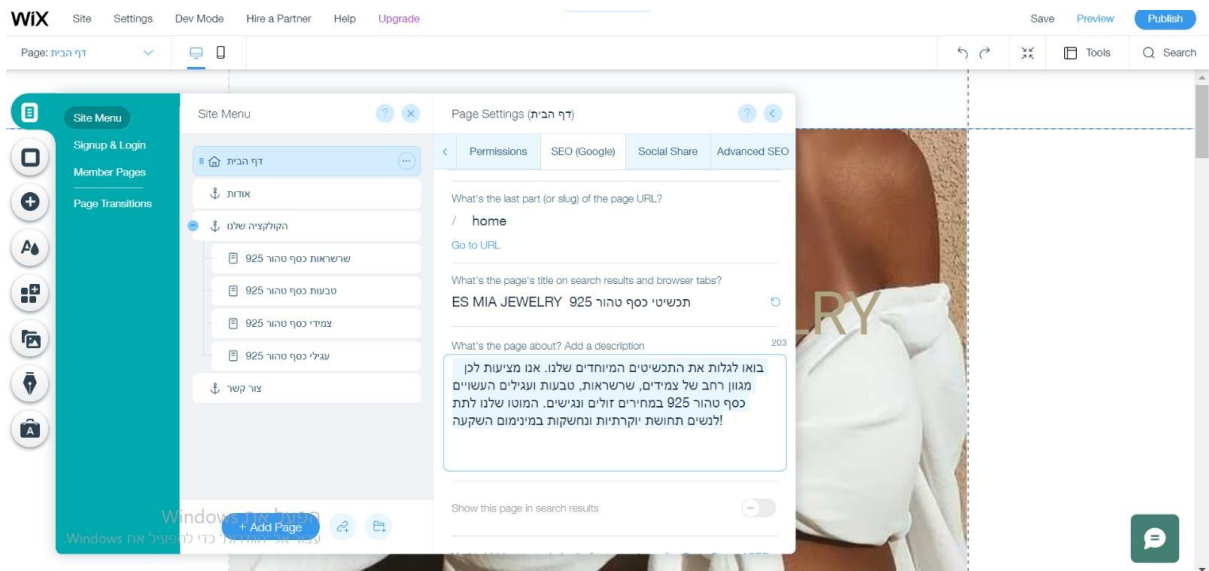 WiX Site Settings Dev Mode Hire a Partner Help Upgrade Save Preview Publish
Page: דף הבית Tools Search
Site Menu
Signup & Login
Member Pages
Page Transitions
Site Menu ?
דף הבית
אודות
הקולקציה שלנו
שרשראות כסף טהור 925
טבעות כסף טהור 925
צמידי כסף טהור 925
עגילי כסף טהור 925
צור קשר
+ Add Page
Page Settings (דף הבית) ?
Permissions SEO (Google) Social Share Advanced SEO
What's the last part (or slug) of the page URL?
/ home
Go to URL
What's the page's title on search results and browser tabs?
ES MIA JEWELRY תכשיטי כסף טהור 925
What's the page about? Add a description 203
בואו לגלות את התכשיטים המיוחדים שלנו. אנו מציעות לכן
מגוון רחב של צמידים, שרשראות, טבעות ועגילים העשויים
כסף טהור 925 במחירים זולים ונגישים. המוטו שלנו לתת
לנשים תחושת יוקרתיות ונחשקות במינימום השקעה!
Show this page in search results
LRY
הפעל את Windows